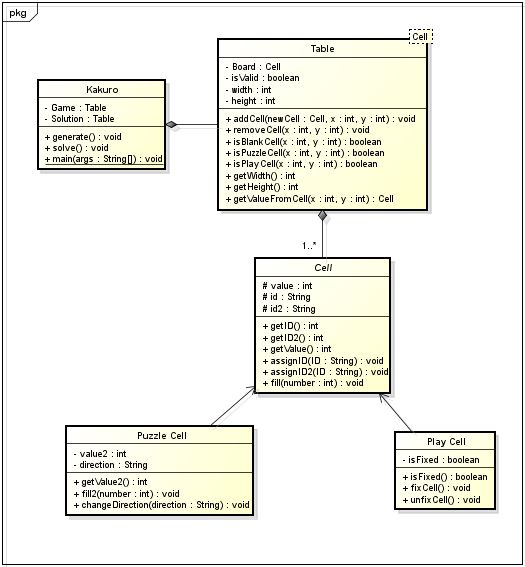 pkg
Cell
Table
- Board : Cell
- isValid : boolean
- width : int
- height : int
+ addCell(newCell : Cell, x : int, y : int) : void
+ removeCell(x : int, y : int) : void
+ isBlankCell(x : int, y : int) : boolean
+ isPuzzleCell(x : int, y : int) : boolean
+ isPlayCell(x : int, y : int) : boolean
+ getWidth() : int
+ getHeight() : int
+ getValueFromCell(x : int, y : int) : Cell
Kakuro
- Game : Table
- Solution : Table
+ generate() : void
+ solve() : void
+ main(args : String[]) : void
1..*
Cell
# value : int
# id : String
# id2 : String
+ getID() : int
+ getID2() : int
+ getValue() : int
+ assignID(ID : String) : void
+ assignID2(ID : String) : void
+ fill(number : int) : void
Puzzle Cell
- value2 : int
- direction : String
+ getValue2() : int
+ fill2(number : int) : void
+ changeDirection(direction : String) : void
Play Cell
- isFixed : boolean
+ isFixed() : boolean
+ fixCell() : void
+ unfixCell() : void